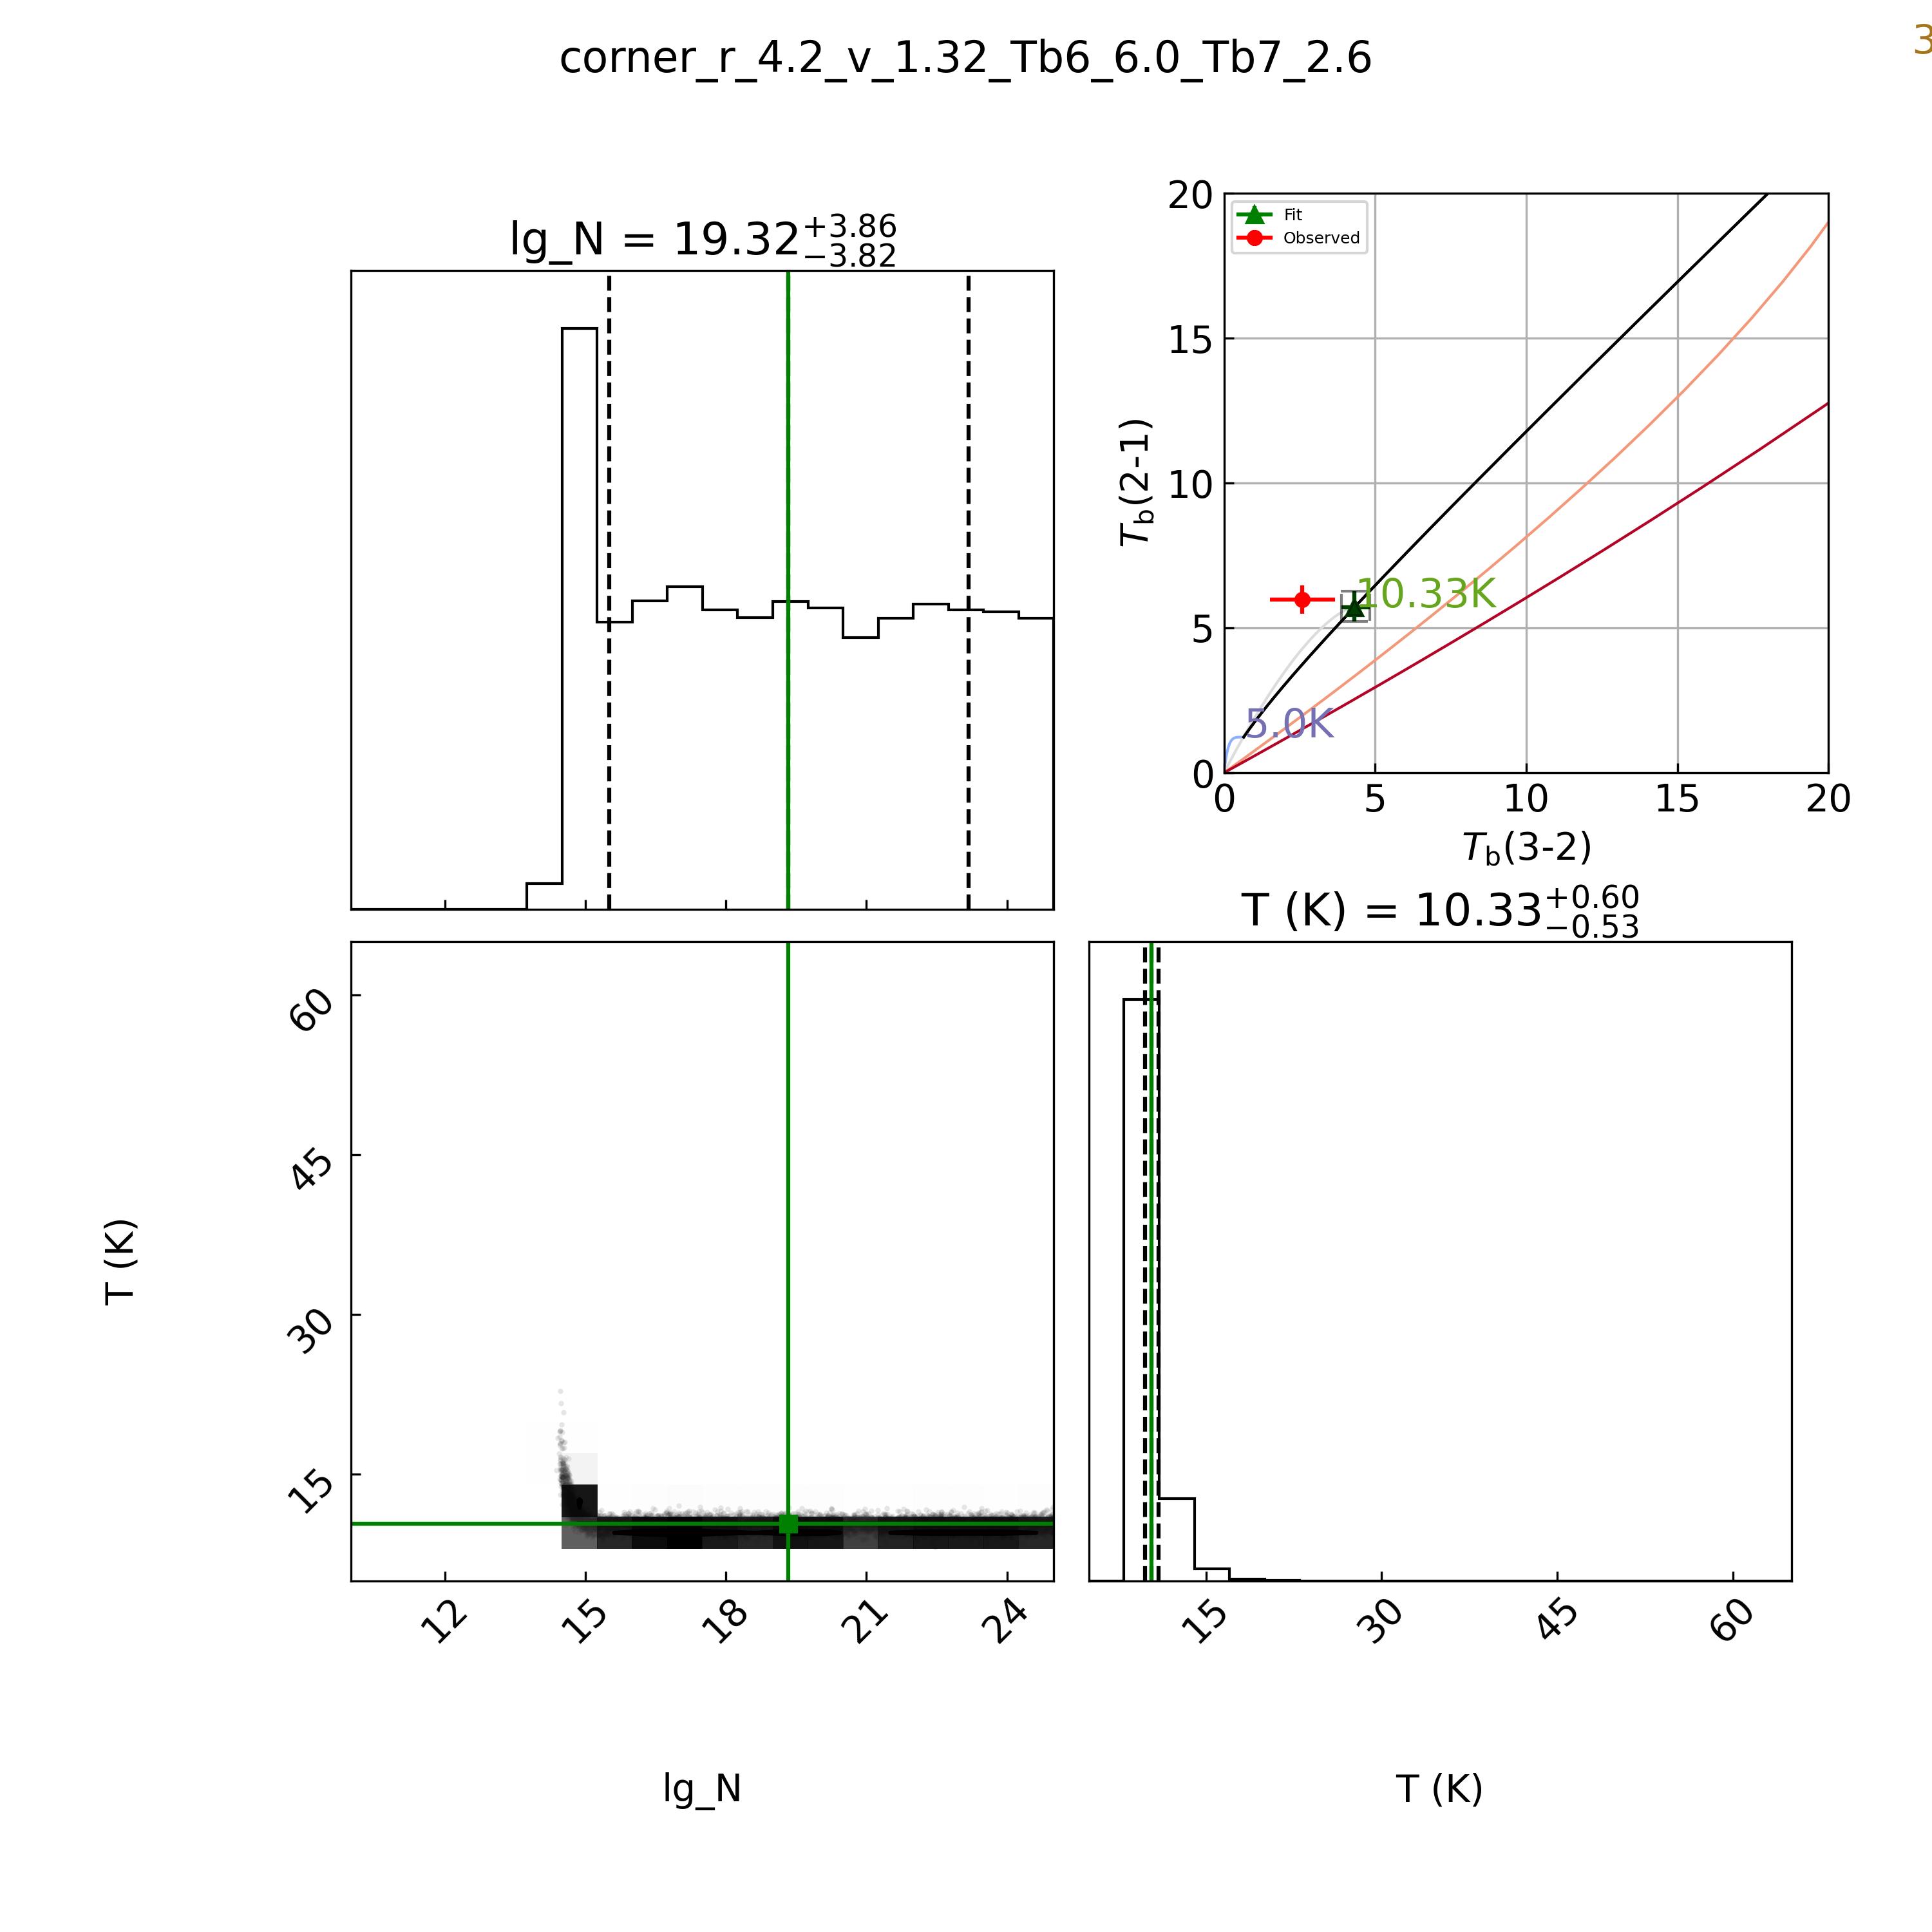 corner_r_4.2_v_1.32_Tb6_6.0_Tb7_2.6
3
lg_N = 19.32+3.86−3.82
20
15
10
5
0
Fit
Observed
10.33K
5.0K
0 5 10 15 20
Tb(2-1)
Tb(3-2)
T (K) = 10.33+0.60−0.53
60
45
30
15
T (K)
12 15 18 21 24
15 30 45 60
lg_N
T (K)